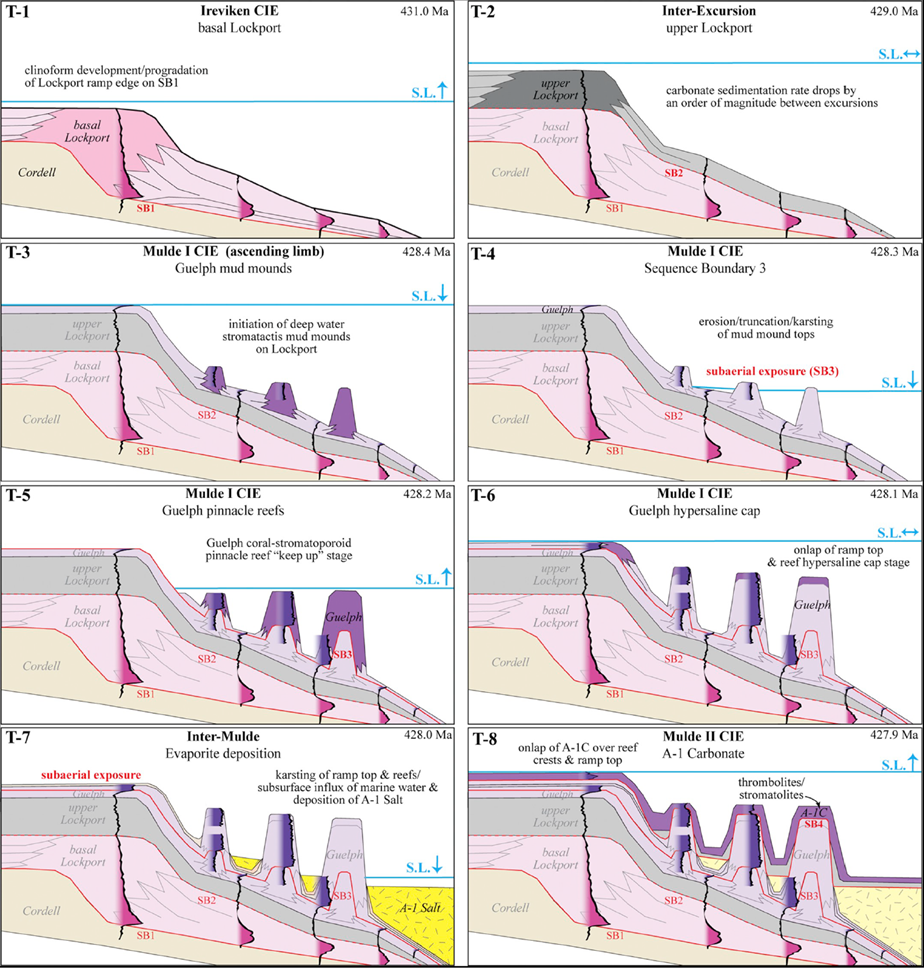 T-1
Ireviken CIE
431.0 Ma
basal Lockport
clinoform development/progradation
of Lockport ramp edge on SB1
S.L.↑
basal
Lockport
Cordell
SB1
T-2
Inter-Excursion
429.0 Ma
upper Lockport
S.L.↔
upper
Lockport
carbonate sedimentation rate drops by
an order of magnitude between excursions
basal
Lockport
SB2
Cordell
SB1
T-3
Mulde I CIE (ascending limb)
428.4 Ma
Guelph mud mounds
S.L.↓
initiation of deep water
stromatactis mud mounds
on Lockport
upper
Lockport
basal
Lockport
SB2
Cordell
SB1
T-4
Mulde I CIE
428.3 Ma
Sequence Boundary 3
Guelph
erosion/truncation/karsting
of mud mound tops
upper
Lockport
subaerial exposure (SB3)
S.L.↓
basal
Lockport
SB2
Cordell
SB1
T-5
Mulde I CIE
428.2 Ma
Guelph pinnacle reefs
Guelph coral-stromatoporoid
pinnacle reef “keep up” stage
Guelph
S.L.↑
upper
Lockport
Guelph
basal
Lockport
SB2
SB3
Cordell
SB1
T-6
Mulde I CIE
428.1 Ma
Guelph hypersaline cap
S.L.↔
Guelph
onlap of ramp top
& reef hypersaline cap stage
upper
Lockport
Guelph
basal
Lockport
SB2
SB3
Cordell
SB1
T-7
Inter-Mulde
428.0 Ma
Evaporite deposition
subaerial exposure
karsting of ramp top & reefs/
subsurface influx of marine water &
deposition of A-1 Salt
Guelph
upper
Lockport
Guelph
basal
Lockport
S.L.↓
SB2
SB3
A-1 Salt
Cordell
SB1
T-8
Mulde II CIE
427.9 Ma
A-1 Carbonate
onlap of A-1C over reef
crests & ramp top
S.L.↑
thrombolites/
stromatolites
Guelph
A-1C
SB4
upper
Lockport
Guelph
basal
Lockport
SB2
SB3
Cordell
SB1